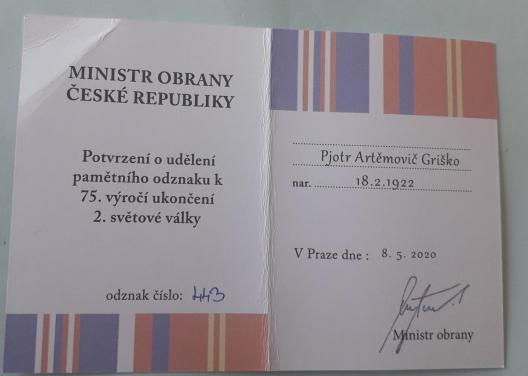 MINISTR OBRANY
ČESKÉ REPUBLIKY
Potvrzení o udělení
pamětního odznaku k
75. výročí ukončení
2. světové války
odznak číslo: 443
Pjotr Artěmovič Griško
nar. 18.2.1922
V Praze dne : 8. 5. 2020
Ministr obrany